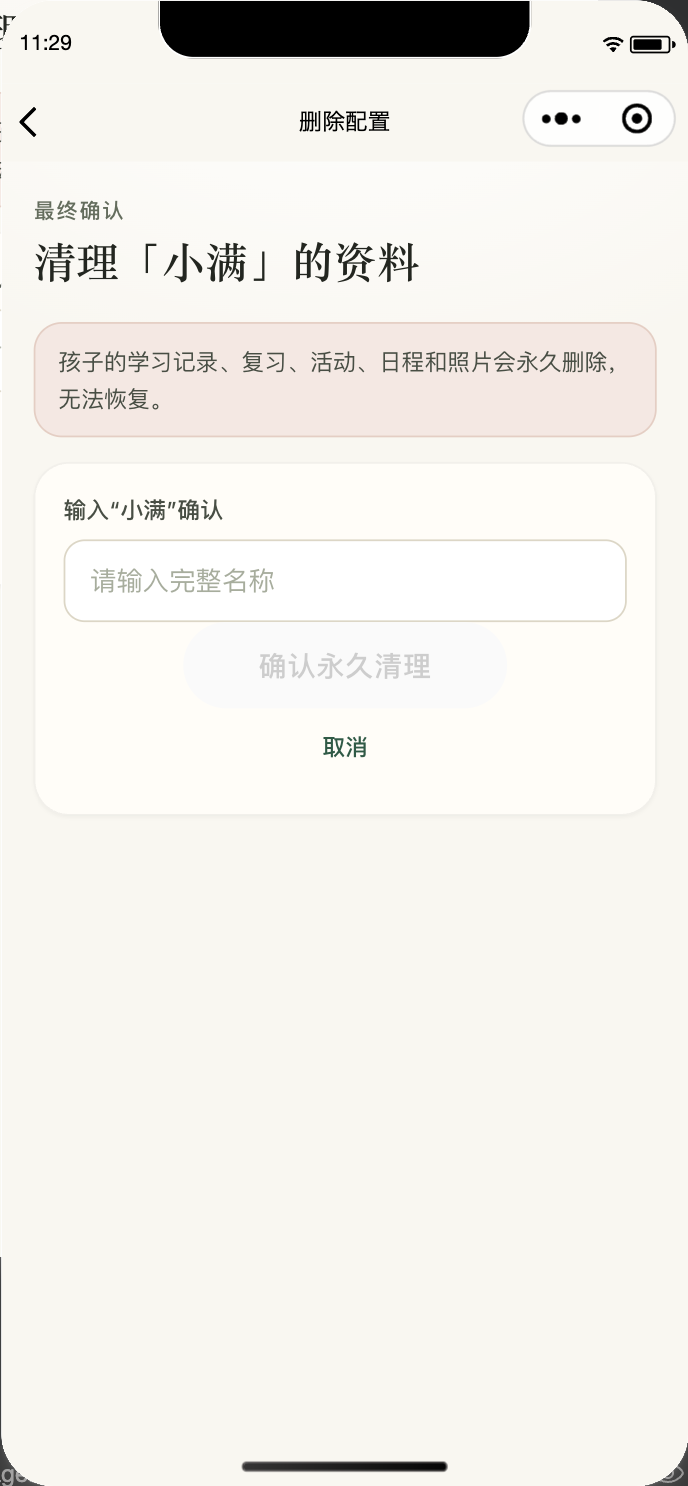 11:29
删除配置
最终确认
清理「小满」的资料
孩子的学习记录、复习、活动、日程和照片会永久删除，
无法恢复。
输入“小满”确认
请输入完整名称
确认永久清理
取消